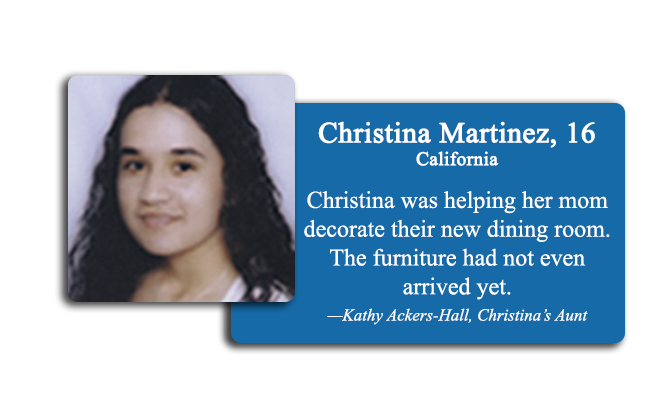 Christina Martinez, 16
California
Christina was helping her mom
decorate their new dining room.
The furniture had not even
arrived yet.
—Kathy Ackers-Hall, Christina’s Aunt